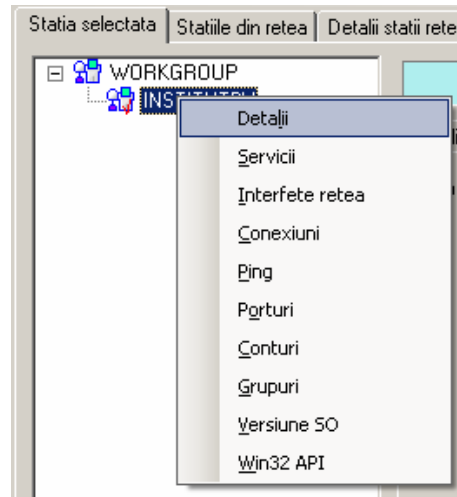 Statia selectata Statiile din retea Detalii statii rete
WORKGROUP
Detalii
Servicii
Interfete retea
Conexiuni
Ping
Porturi
Conturi
Grupuri
Versiune SO
Win32 API